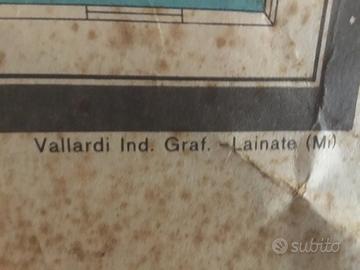 Vallardi Ind. Graf. - Lainate (Mi)
subito